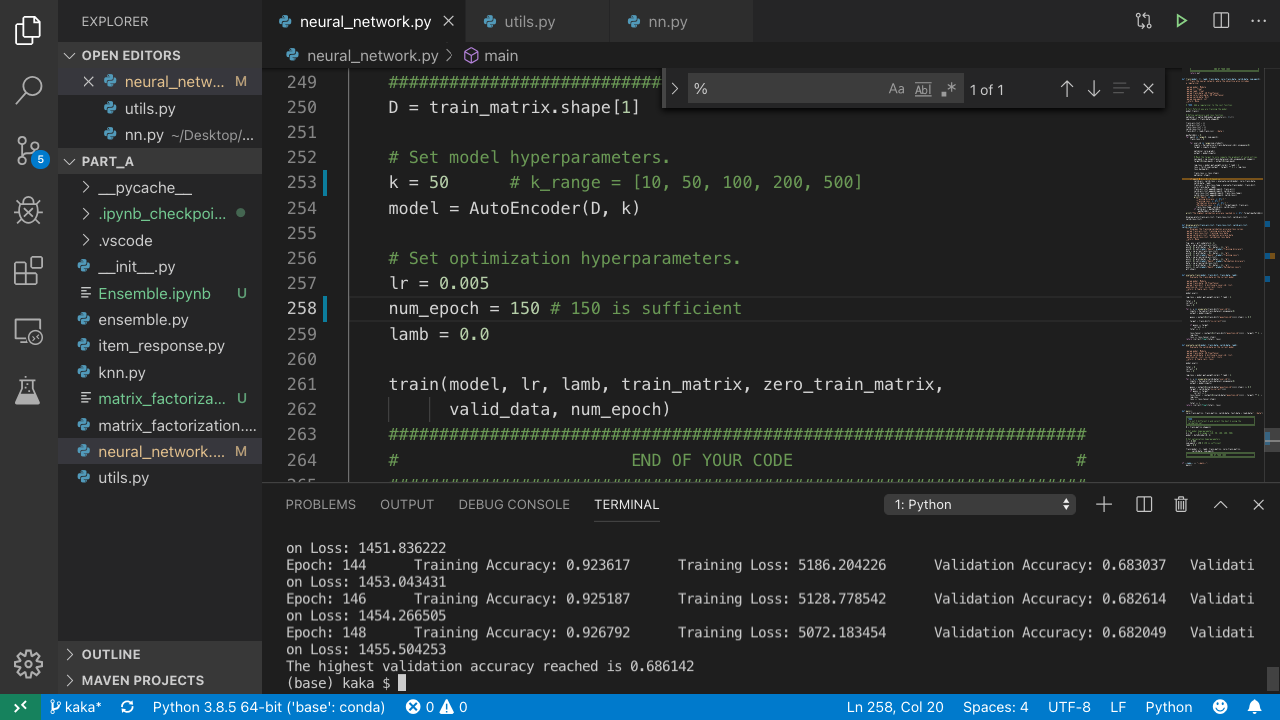 EXPLORER
OPEN EDITORS
neural_netw... M
utils.py
nn.py ~/Desktop/...
PART_A
__pycache__
.ipynb_checkpoi...
.vscode
__init__.py
Ensemble.ipynb U
ensemble.py
item_response.py
knn.py
matrix_factoriza... U
matrix_factorization....
neural_network.... M
utils.py
OUTLINE
MAVEN PROJECTS
5
neural_network.py utils.py nn.py
neural_network.py > main
% Aa Abl .* 1 of 1
249 ###########################
250 D = train_matrix.shape[1]
251
252 # Set model hyperparameters.
253 k = 50 # k_range = [10, 50, 100, 200, 500]
254 model = AutoEncoder(D, k)
255
256 # Set optimization hyperparameters.
257 lr = 0.005
258 num_epoch = 150 # 150 is sufficient
259 lamb = 0.0
260
261 train(model, lr, lamb, train_matrix, zero_train_matrix,
262 valid_data, num_epoch)
263 #####################################################################
264 # END OF YOUR CODE #
265 #####################################################################
PROBLEMS OUTPUT DEBUG CONSOLE TERMINAL 1: Python
on Loss: 1451.836222
Epoch: 144 Training Accuracy: 0.923617 Training Loss: 5186.204226 Validation Accuracy: 0.683037 Validati
on Loss: 1453.043431
Epoch: 146 Training Accuracy: 0.925187 Training Loss: 5128.778542 Validation Accuracy: 0.682614 Validati
on Loss: 1454.266505
Epoch: 148 Training Accuracy: 0.926792 Training Loss: 5072.183454 Validation Accuracy: 0.682049 Validati
on Loss: 1455.504253
The highest validation accuracy reached is 0.686142
(base) kaka $
kaka* Python 3.8.5 64-bit ('base': conda) 0 0 Ln 258, Col 20 Spaces: 4 UTF-8 LF Python